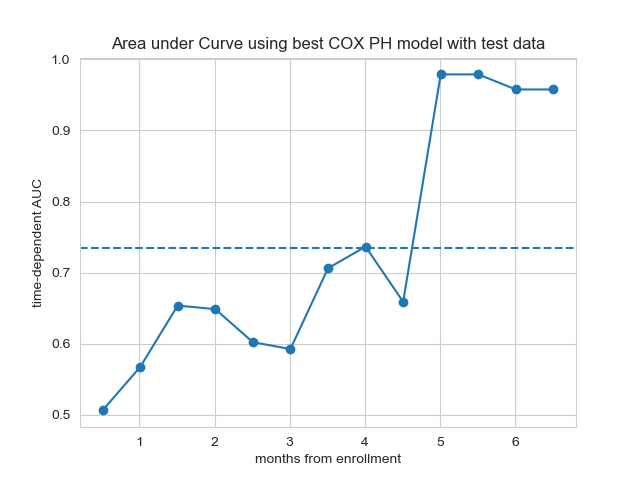 Area under Curve using best COX PH model with test data
time-dependent AUC
1.0
0.9
0.8
0.7
0.6
0.5
1 2 3 4 5 6
months from enrollment